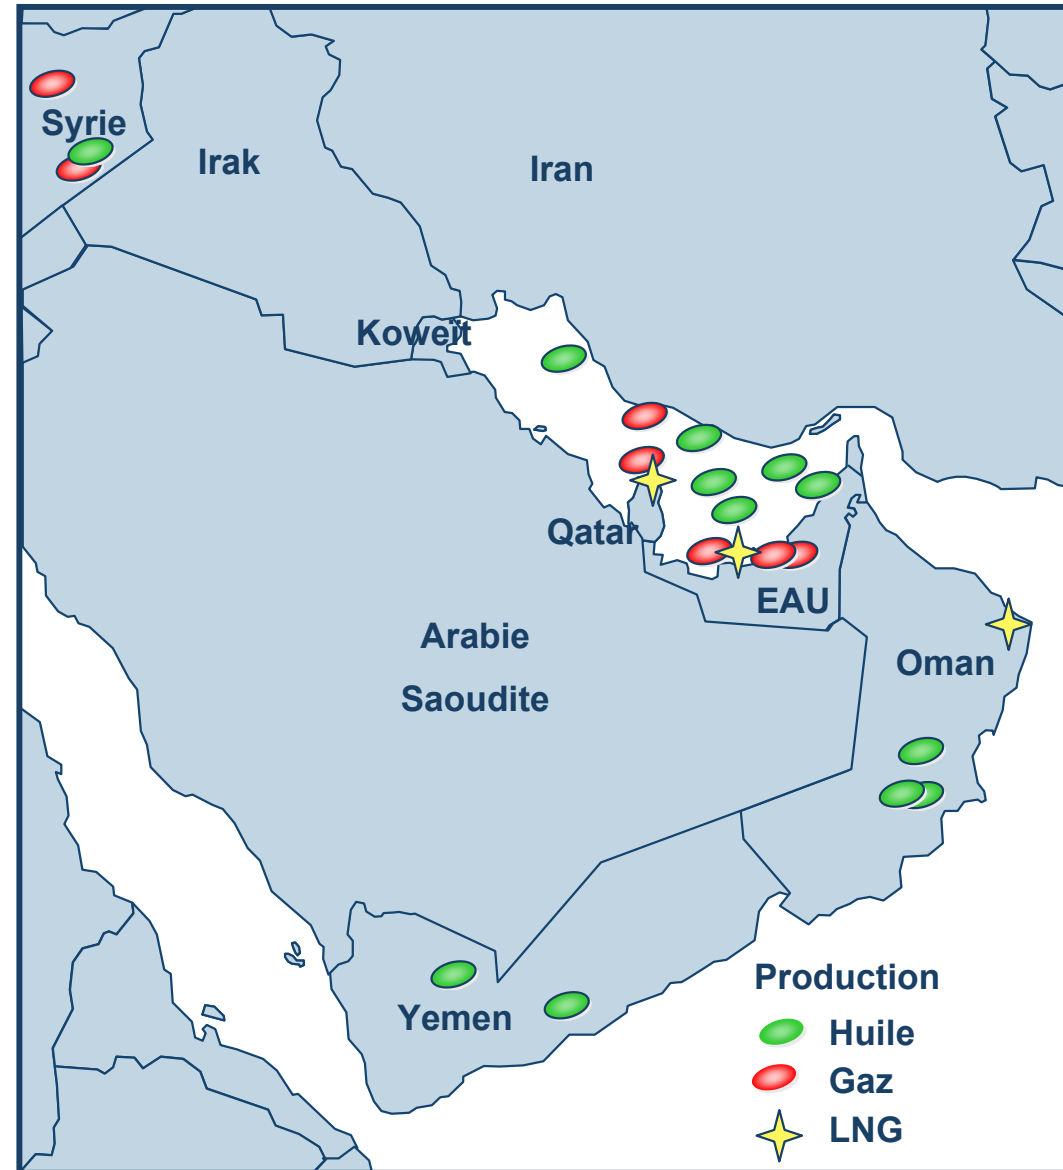 Syrie
Irak
Iran
Koweït
Qatar
EAU
Arabie
Saoudite
Oman
Yemen
Production
Huile
Gaz
LNG